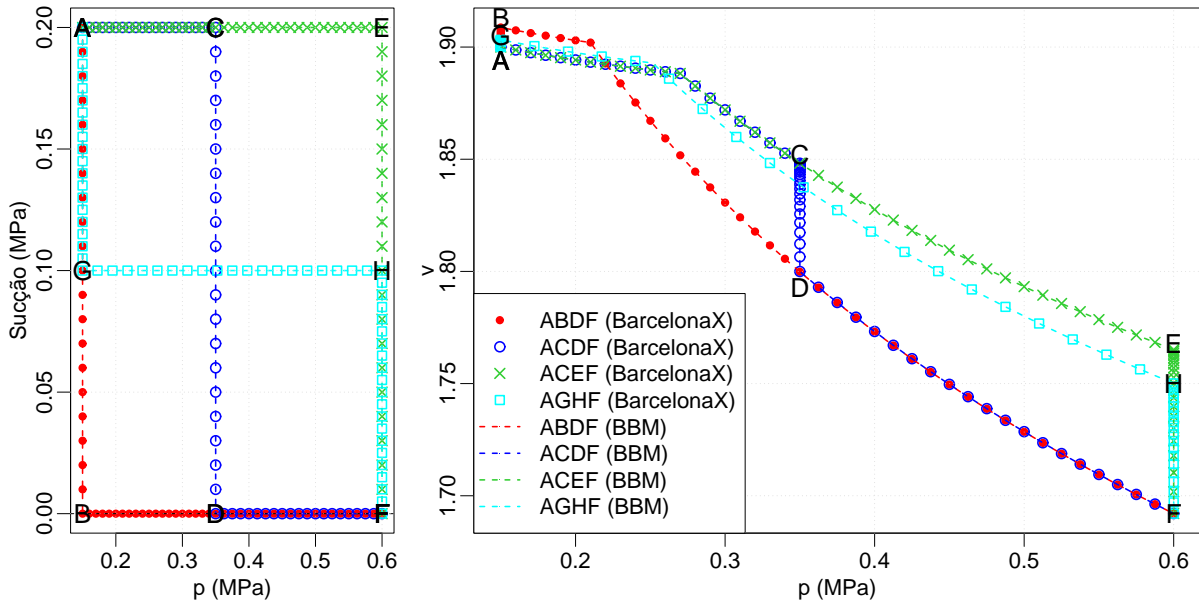 A
C
E
G
H
B
D
F
0.20
0.15
0.10
0.05
0.00
Sucção (MPa)
0.2 0.3 0.4 0.5 0.6
p (MPa)
B
G
A
C
D
E
H
F
1.90
1.85
1.80
1.75
1.70
v
ABDF (BarcelonaX)
ACDF (BarcelonaX)
ACEF (BarcelonaX)
AGHF (BarcelonaX)
ABDF (BBM)
ACDF (BBM)
ACEF (BBM)
AGHF (BBM)
0.2 0.3 0.4 0.5 0.6
p (MPa)